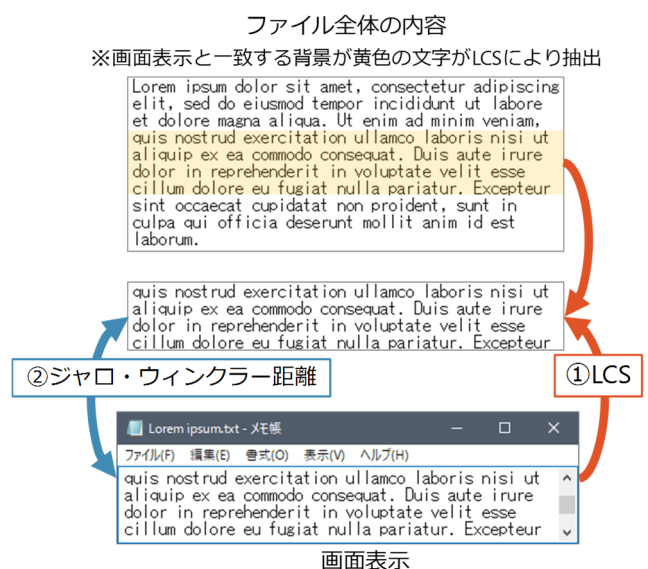 ファイル全体の内容
※画面表示と一致する背景が黄色の文字がLCSにより抽出
Lorem ipsum dolor sit amet, consectetur adipiscing
elit, sed do eiusmod tempor incididunt ut labore
et dolore magna aliqua. Ut enim ad minim veniam,
quis nostrud exercitation ullamco laboris nisi ut
aliquip ex ea commodo consequat. Duis aute irure
dolor in reprehenderit in voluptate velit esse
cillum dolore eu fugiat nulla pariatur. Excepteur
sint occaecat cupidatat non proident, sunt in
culpa qui officia deserunt mollit anim id est
laborum.
quis nostrud exercitation ullamco laboris nisi ut
aliquip ex ea commodo consequat. Duis aute irure
dolor in reprehenderit in voluptate velit esse
cillum dolore eu fugiat nulla pariatur. Excepteur
②ジャロ・ウィンクラー距離
①LCS
Lorem ipsum.txt - メモ帳
ファイル(F) 編集(E) 書式(O) 表示(V) ヘルプ(H)
quis nostrud exercitation ullamco laboris nisi ut
aliquip ex ea commodo consequat. Duis aute irure
dolor in reprehenderit in voluptate velit esse
cillum dolore eu fugiat nulla pariatur. Excepteur
画面表示